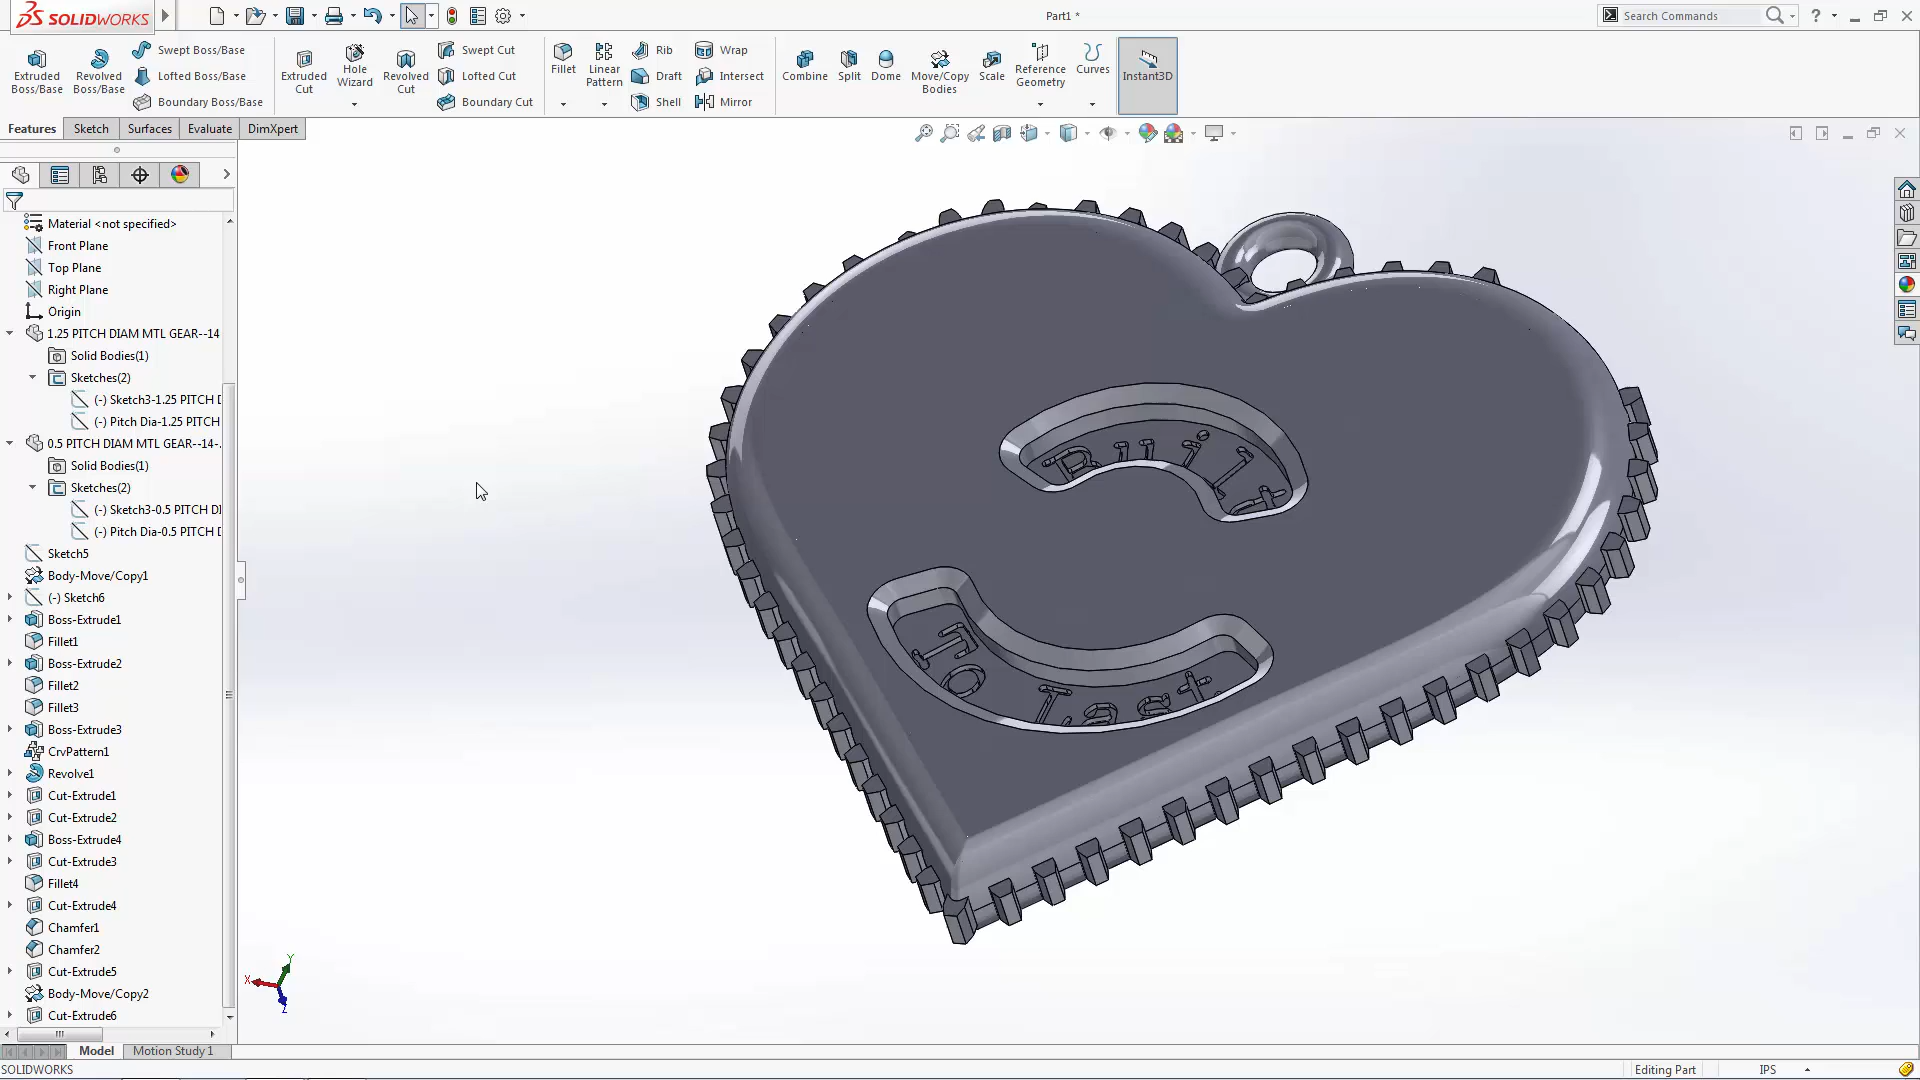 SOLIDWORKS
Part1 *
Search Commands
Extruded Boss/Base
Revolved Boss/Base
Swept Boss/Base
Lofted Boss/Base
Boundary Boss/Base
Extruded Cut
Hole Wizard
Revolved Cut
Swept Cut
Lofted Cut
Boundary Cut
Fillet
Linear Pattern
Rib
Draft
Shell
Wrap
Intersect
Mirror
Combine
Split
Dome
Move/Copy Bodies
Scale
Reference Geometry
Curves
Instant3D
Features
Sketch
Surfaces
Evaluate
DimXpert
Material <not specified>
Front Plane
Top Plane
Right Plane
Origin
1.25 PITCH DIAM MTL GEAR--14
Solid Bodies(1)
Sketches(2)
(-) Sketch3-1.25 PITCH D
(-) Pitch Dia-1.25 PITCH
0.5 PITCH DIAM MTL GEAR--14-
Solid Bodies(1)
Sketches(2)
(-) Sketch3-0.5 PITCH DI
(-) Pitch Dia-0.5 PITCH D
Sketch5
Body-Move/Copy1
(-) Sketch6
Boss-Extrude1
Fillet1
Boss-Extrude2
Fillet2
Fillet3
Boss-Extrude3
CrvPattern1
Revolve1
Cut-Extrude1
Cut-Extrude2
Boss-Extrude4
Cut-Extrude3
Fillet4
Cut-Extrude4
Chamfer1
Chamfer2
Cut-Extrude5
Body-Move/Copy2
Cut-Extrude6
Built
To Last
X
Y
Z
Model
Motion Study 1
SOLIDWORKS
Editing Part
IPS